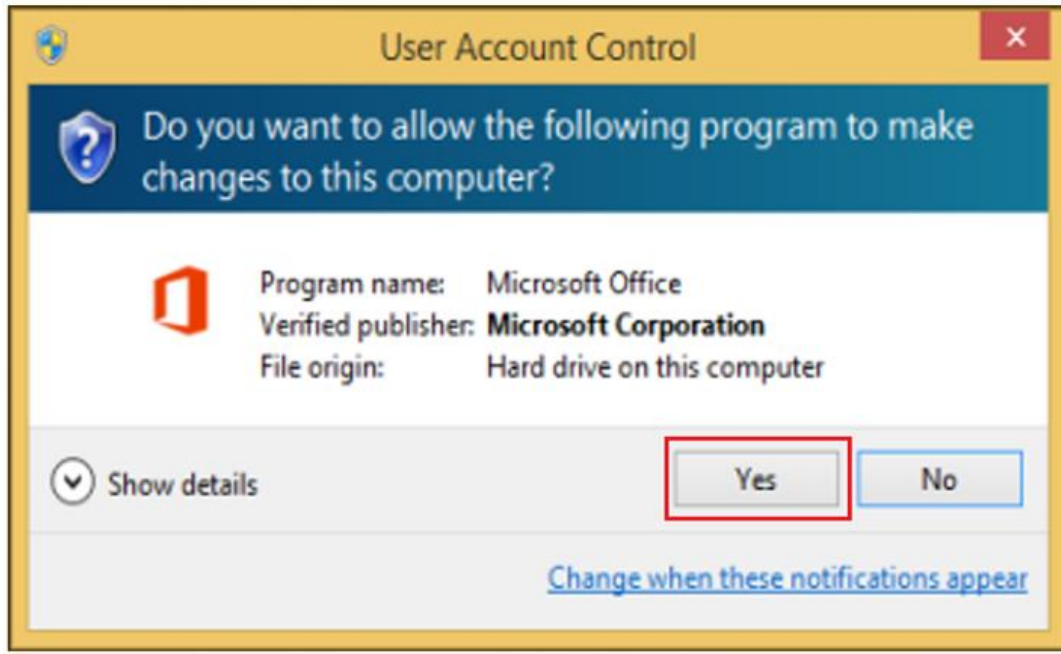 User Account Control
Do you want to allow the following program to make
changes to this computer?
Program name: Microsoft Office
Verified publisher: Microsoft Corporation
File origin: Hard drive on this computer
Show details Yes No
Change when these notifications appear